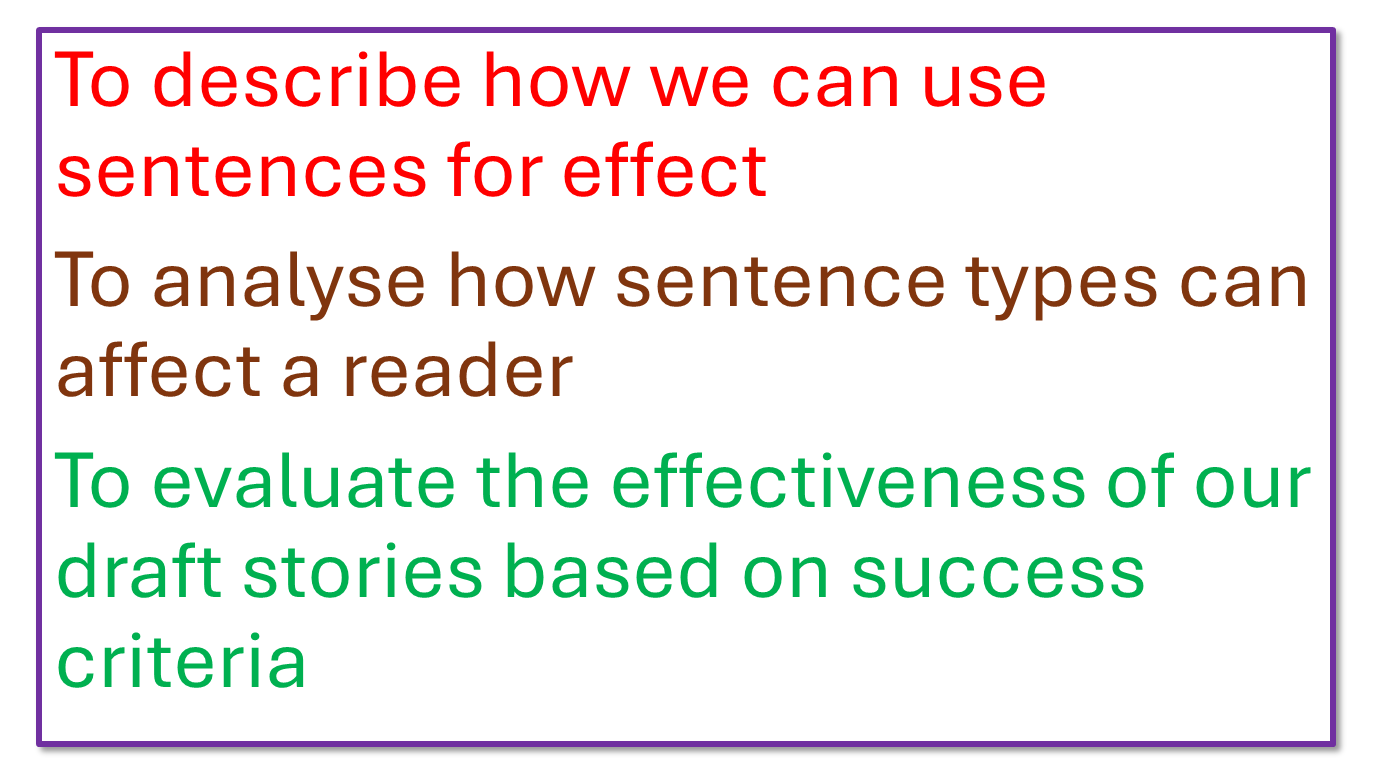 To describe how we can use
sentences for effect
To analyse how sentence types can
affect a reader
To evaluate the effectiveness of our
draft stories based on success
criteria